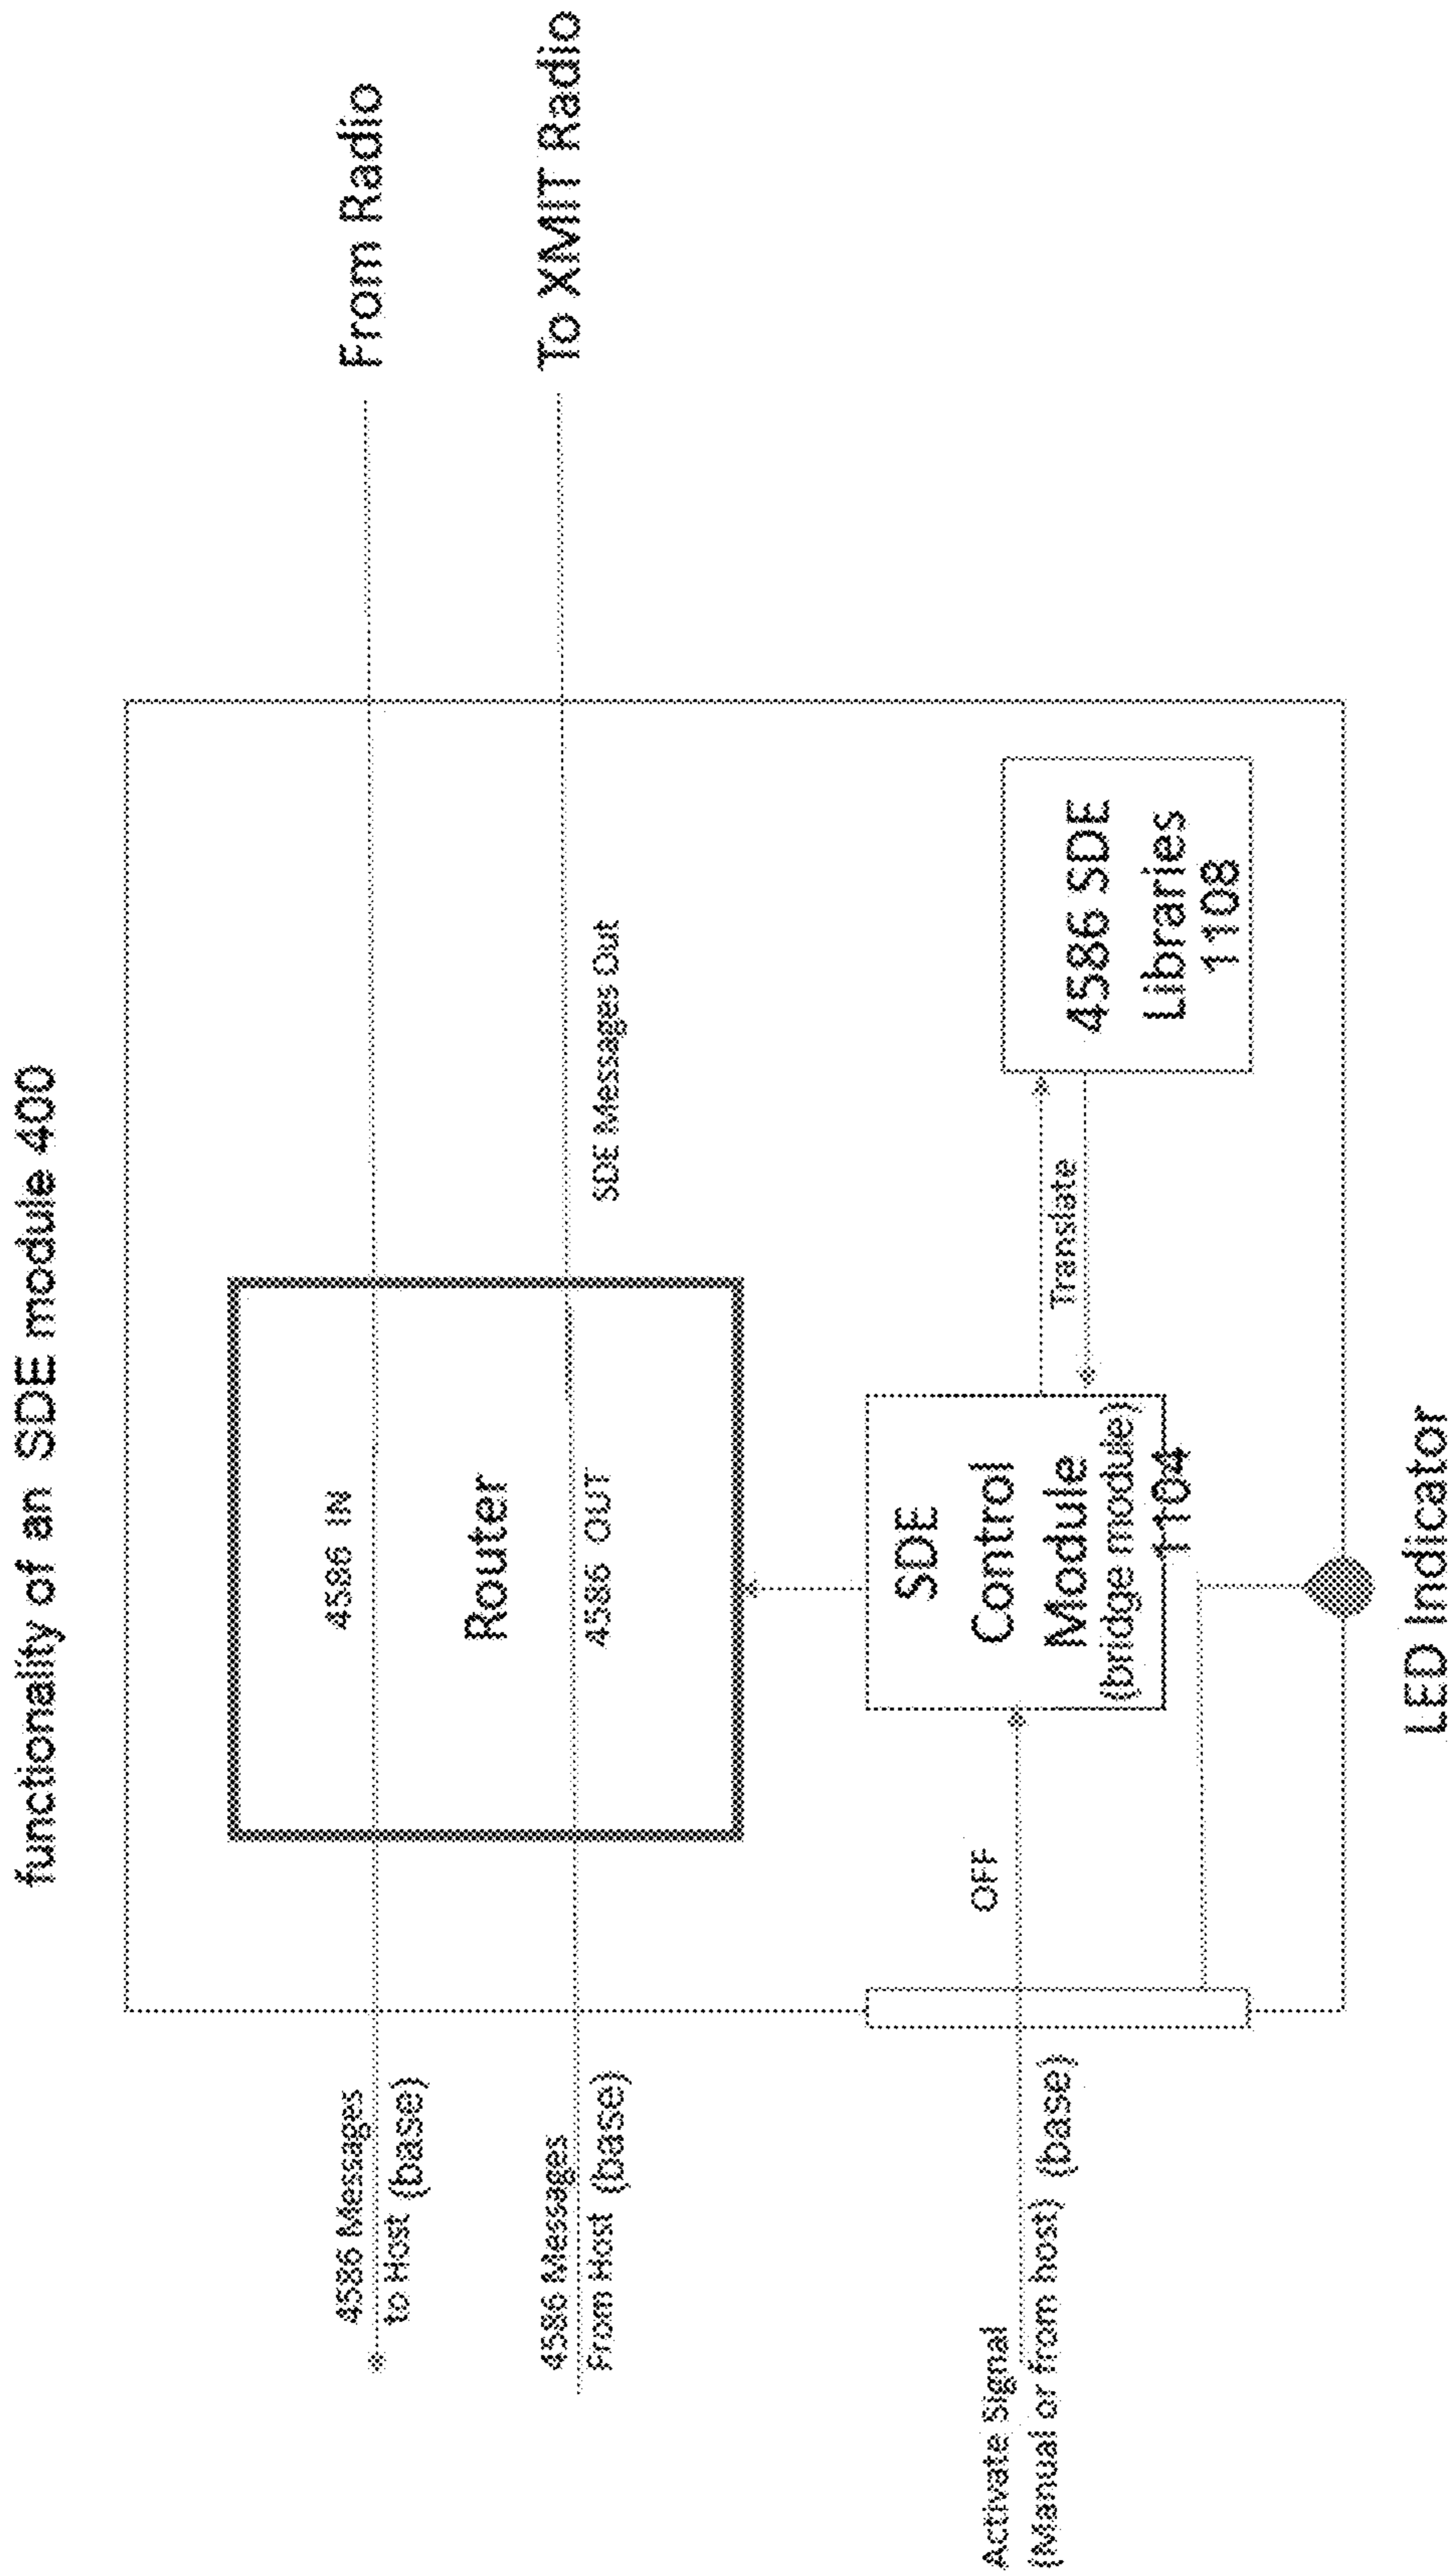 functionality of an SDE module 400
From Radio
To XMIT Radio
4586 Messages
to Host (base)
4586 IN
Router
4586 OUT
4586 Messages
From Host (base)
SDE Messages Out
Activate Signal
(Manual or from host) (base)
OFF
SDE
Control
Module
(bridge module)
1104
Translate
4586 SDE
Libraries
1108
LED Indicator